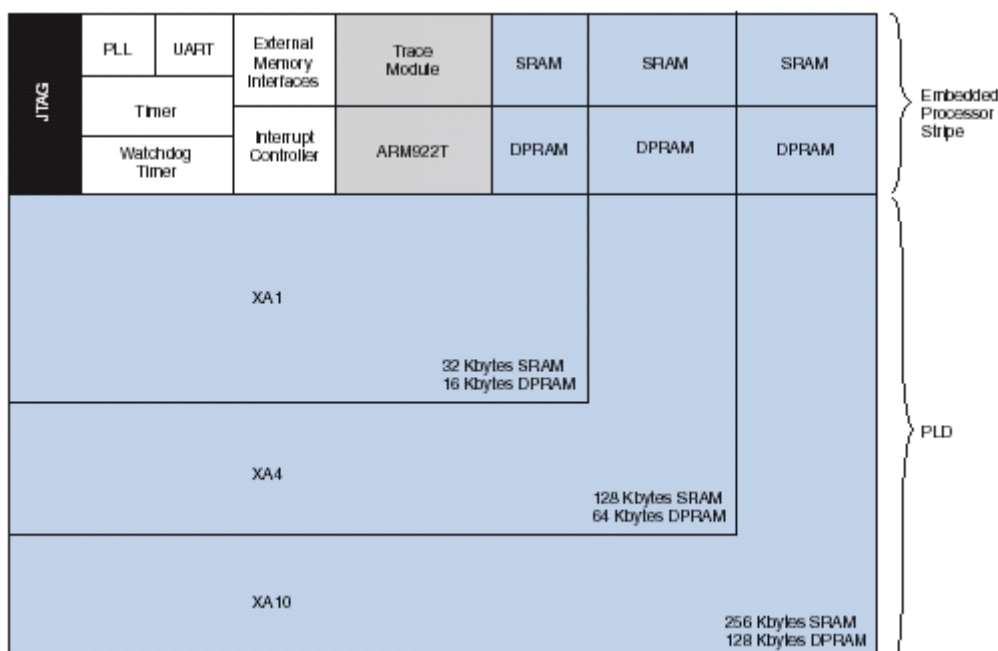 JTAG
PLL
UART
External
Memory
Interfaces
Trace
Module
SRAM
SRAM
SRAM
Timer
Watchdog
Timer
Interrupt
Controller
ARM922T
DPRAM
DPRAM
DPRAM
Embedded
Processor
Stripe
XA1
32 Kbytes SRAM
16 Kbytes DPRAM
PLD
XA4
128 Kbytes SRAM
64 Kbytes DPRAM
XA10
256 Kbytes SRAM
128 Kbytes DPRAM